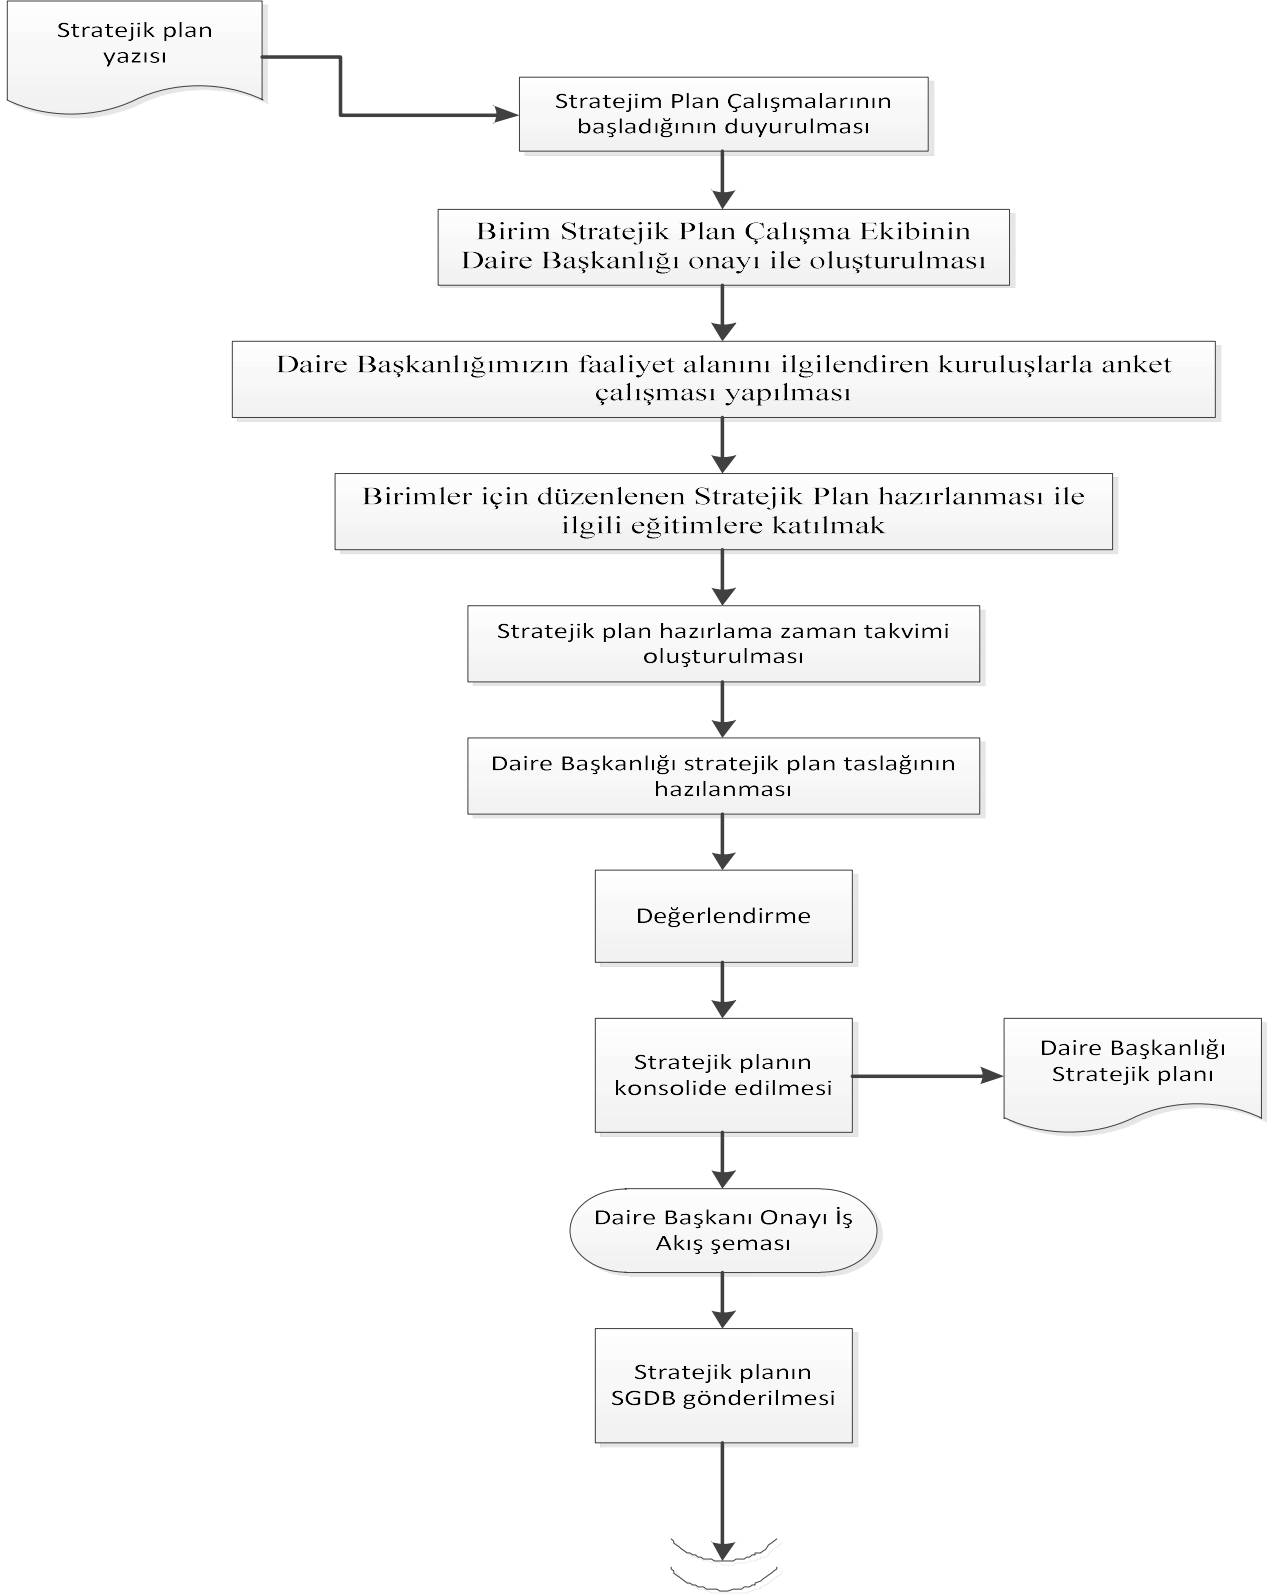 Stratejik plan
yazısı
Stratejim Plan Çalışmalarının
başladığının duyurulması
Birim Stratejik Plan Çalışma Ekibinin
Daire Başkanlığı onayı ile oluşturulması
Daire Başkanlığımızın faaliyet alanını ilgilendiren kuruluşlarla anket
çalışması yapılması
Birimler için düzenlenen Stratejik Plan hazırlanması ile
ilgili eğitimlere katılmak
Stratejik plan hazırlama zaman takvimi
oluşturulması
Daire Başkanlığı stratejik plan taslağının
hazılanması
Değerlendirme
Stratejik planın
konsolide edilmesi
Daire Başkanlığı
Stratejik planı
Daire Başkanı Onayı İş
Akış şeması
Stratejik planın
SGDB gönderilmesi